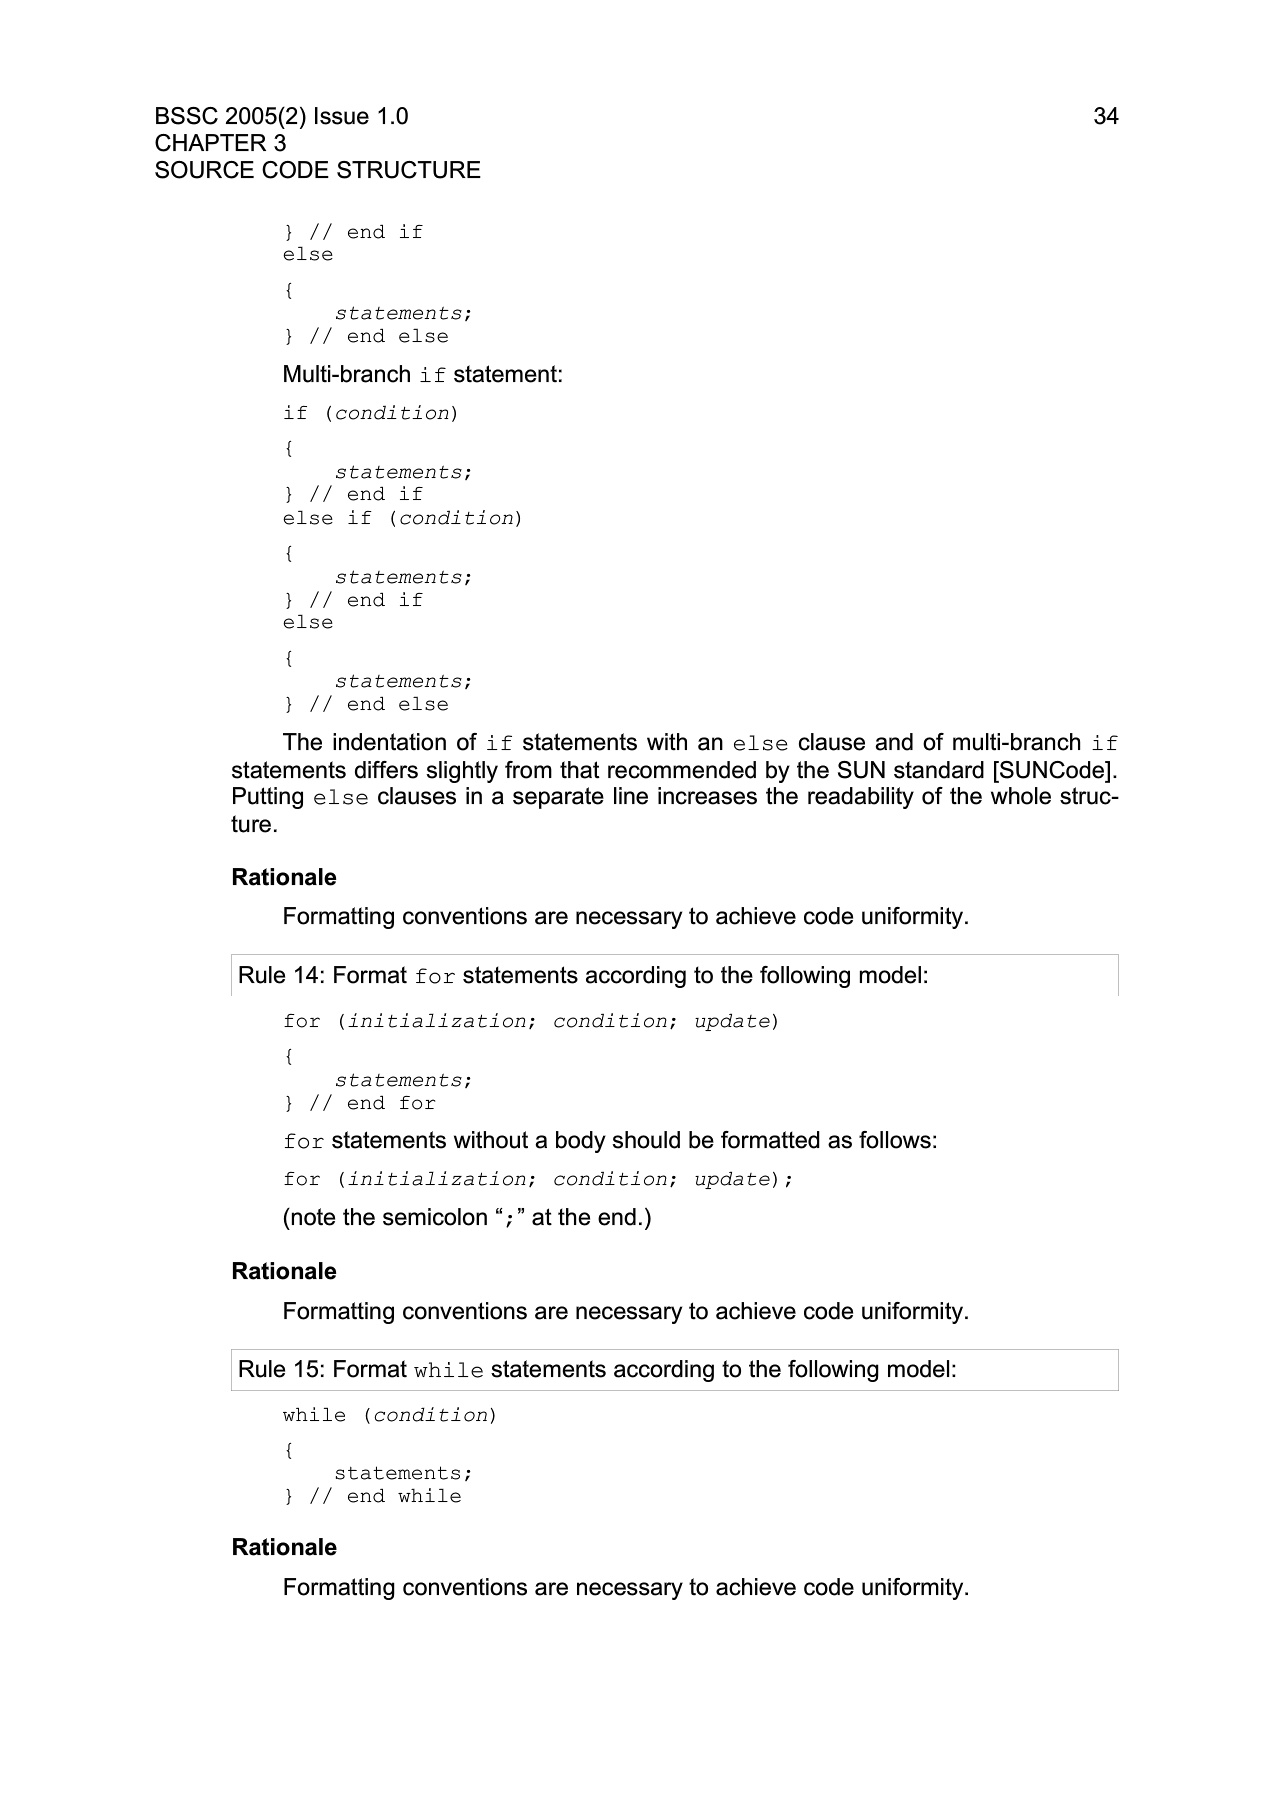 BSSC 2005(2) Issue 1.0 34
CHAPTER 3
SOURCE CODE STRUCTURE
} // end if
else
{
statements;
} // end else
Multi-branch if statement:
if (condition)
{
statements;
} // end if
else if (condition)
{
statements;
} // end if
else
{
statements;
} // end else
The indentation of if statements with an else clause and of multi-branch if
statements differs slightly from that recommended by the SUN standard [SUNCode].
Putting else clauses in a separate line increases the readability of the whole struc-
ture.
Rationale
Formatting conventions are necessary to achieve code uniformity.
Rule 14: Format for statements according to the following model:
for (initialization; condition; update)
{
statements;
} // end for
for statements without a body should be formatted as follows:
for (initialization; condition; update);
(note the semicolon “;” at the end.)
Rationale
Formatting conventions are necessary to achieve code uniformity.
Rule 15: Format while statements according to the following model:
while (condition)
{
statements;
} // end while
Rationale
Formatting conventions are necessary to achieve code uniformity.